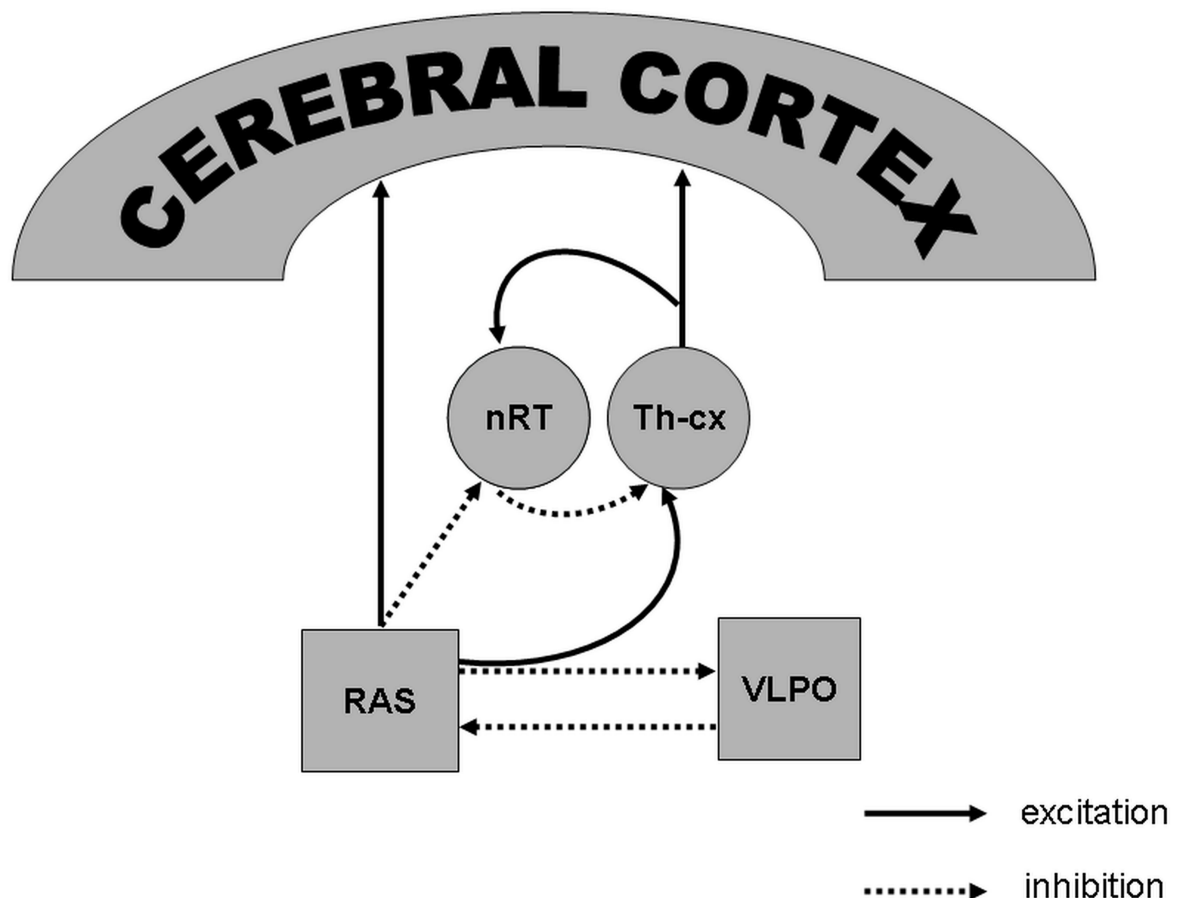 CEREBRAL CORTEX
nRT
Th-cx
RAS
VLPO
excitation
inhibition